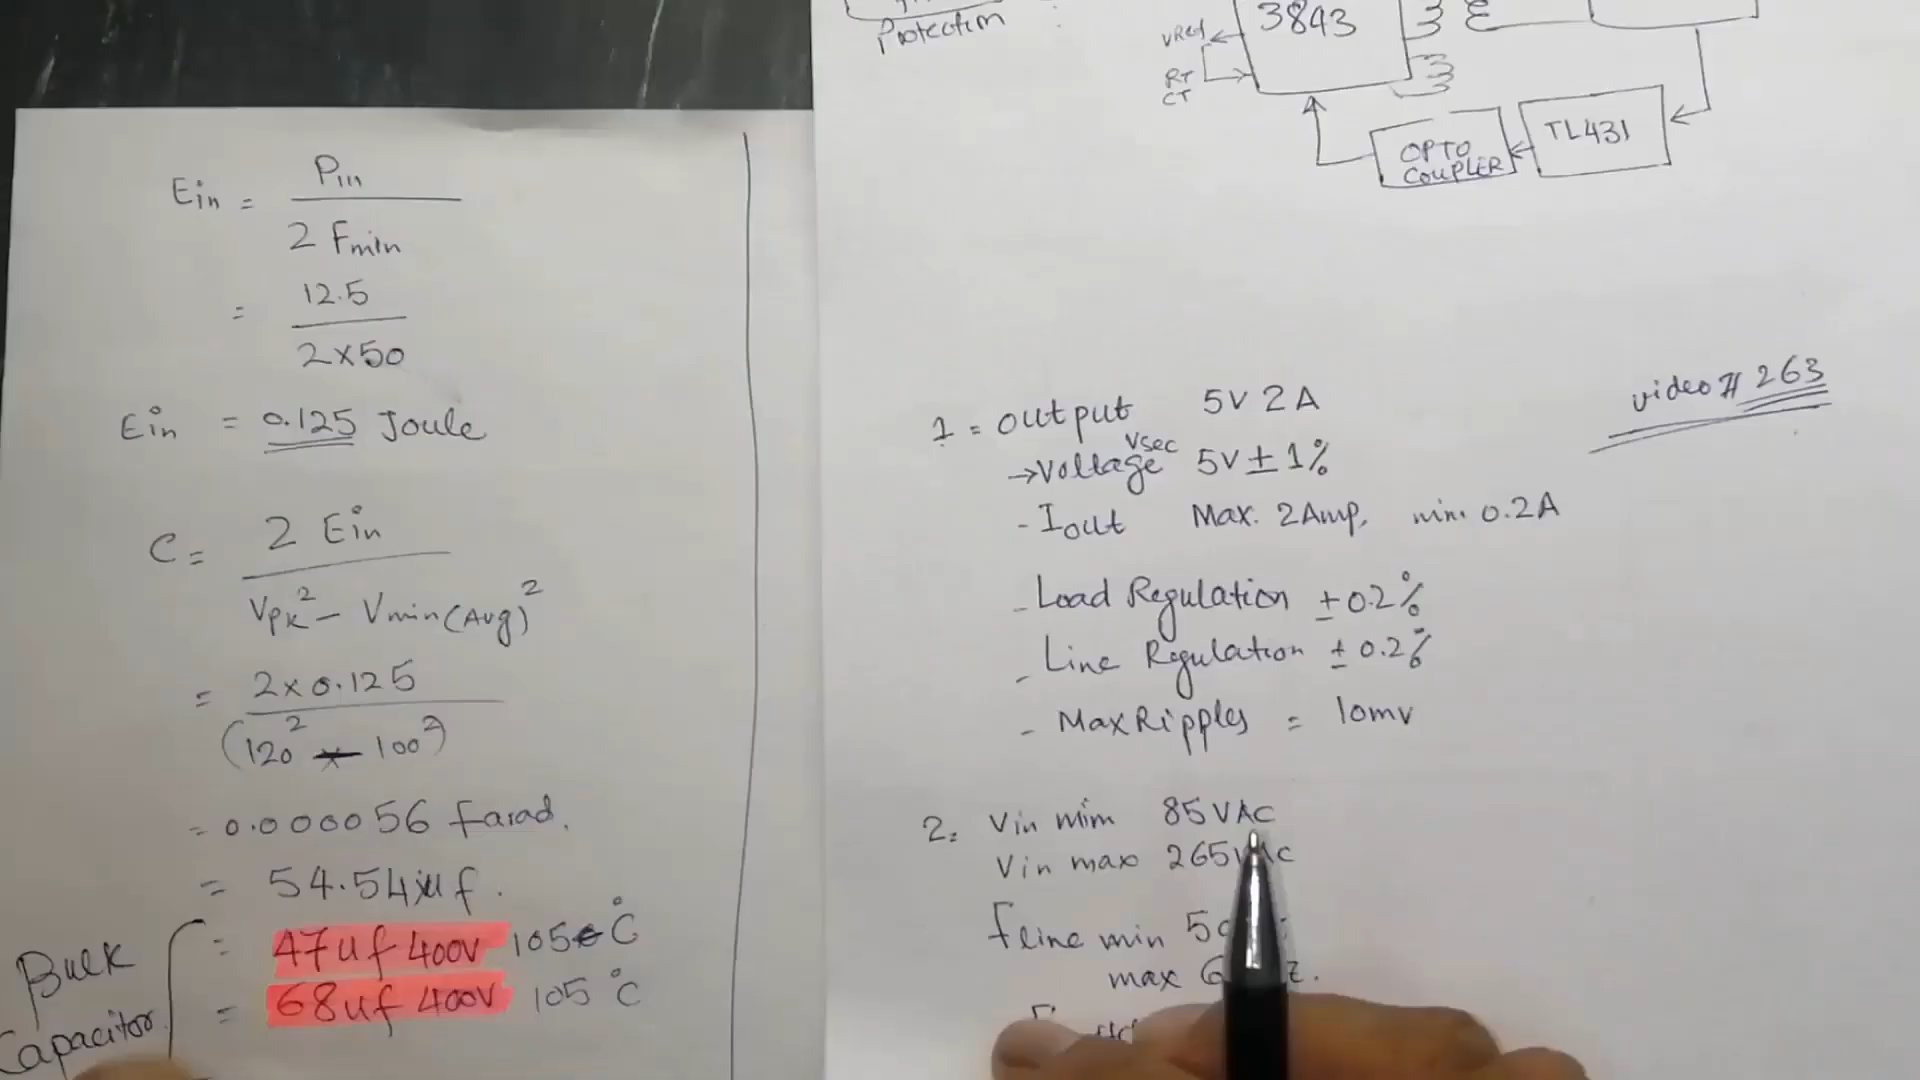 Ein = Pin
2 Fmin
= 12.5
2x50
Ein = 0.125 Joule
C = 2 Ein
Vpk² - Vmin(Avg)²
= 2x0.125
(120² - 100²)
= 0.000056 farad.
= 54.54uf.
Bulk Capacitor
= 47uf 400V 105°C
= 68uf 400V 105°C
Protection
3843
VRef
RT
CT
OPTO
COUPLER
TL431
video # 263
1 = output 5V 2A
→Voltage Vsec 5V ± 1%
- Iout Max. 2Amp, min. 0.2A
- Load Regulation ± 0.2%
- Line Regulation ± 0.2%
- Max Ripples = 10mv
2. Vin mim 85VAC
Vin max 265VAC
Fline min
max